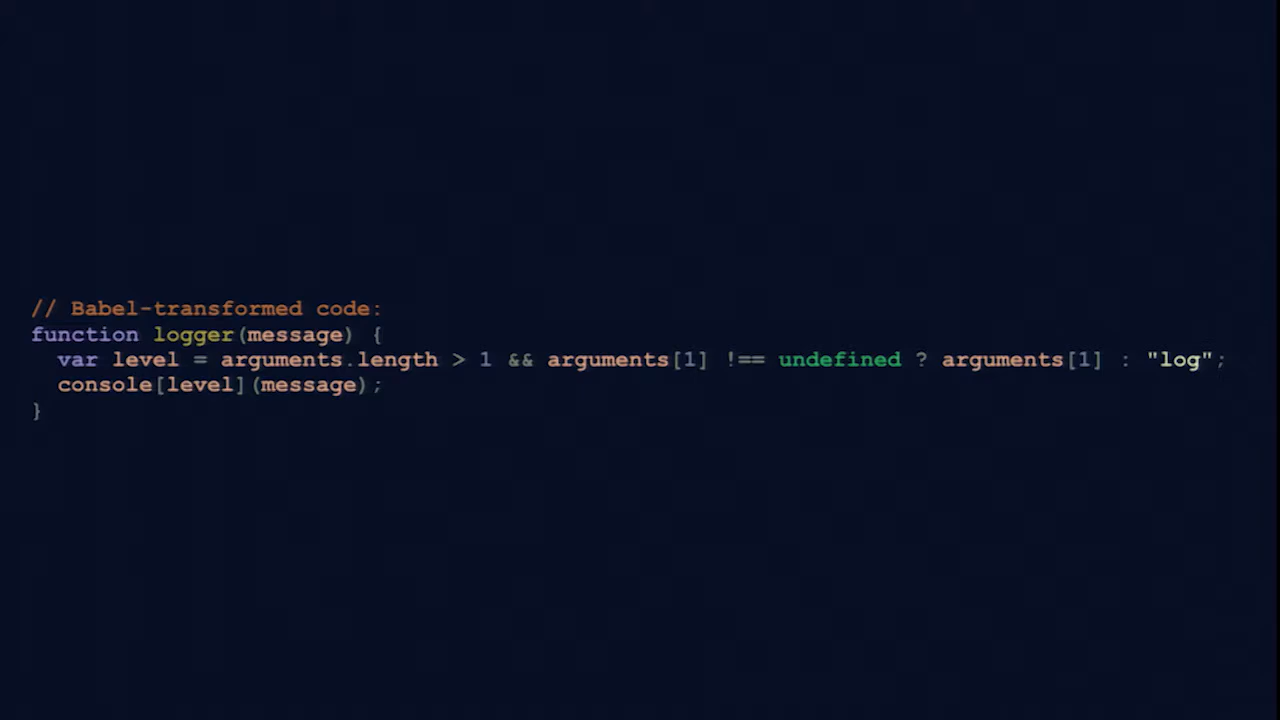 // Babel-transformed code:
function logger(message) {
  var level = arguments.length > 1 && arguments[1] !== undefined ? arguments[1] : "log";
  console[level](message);
}